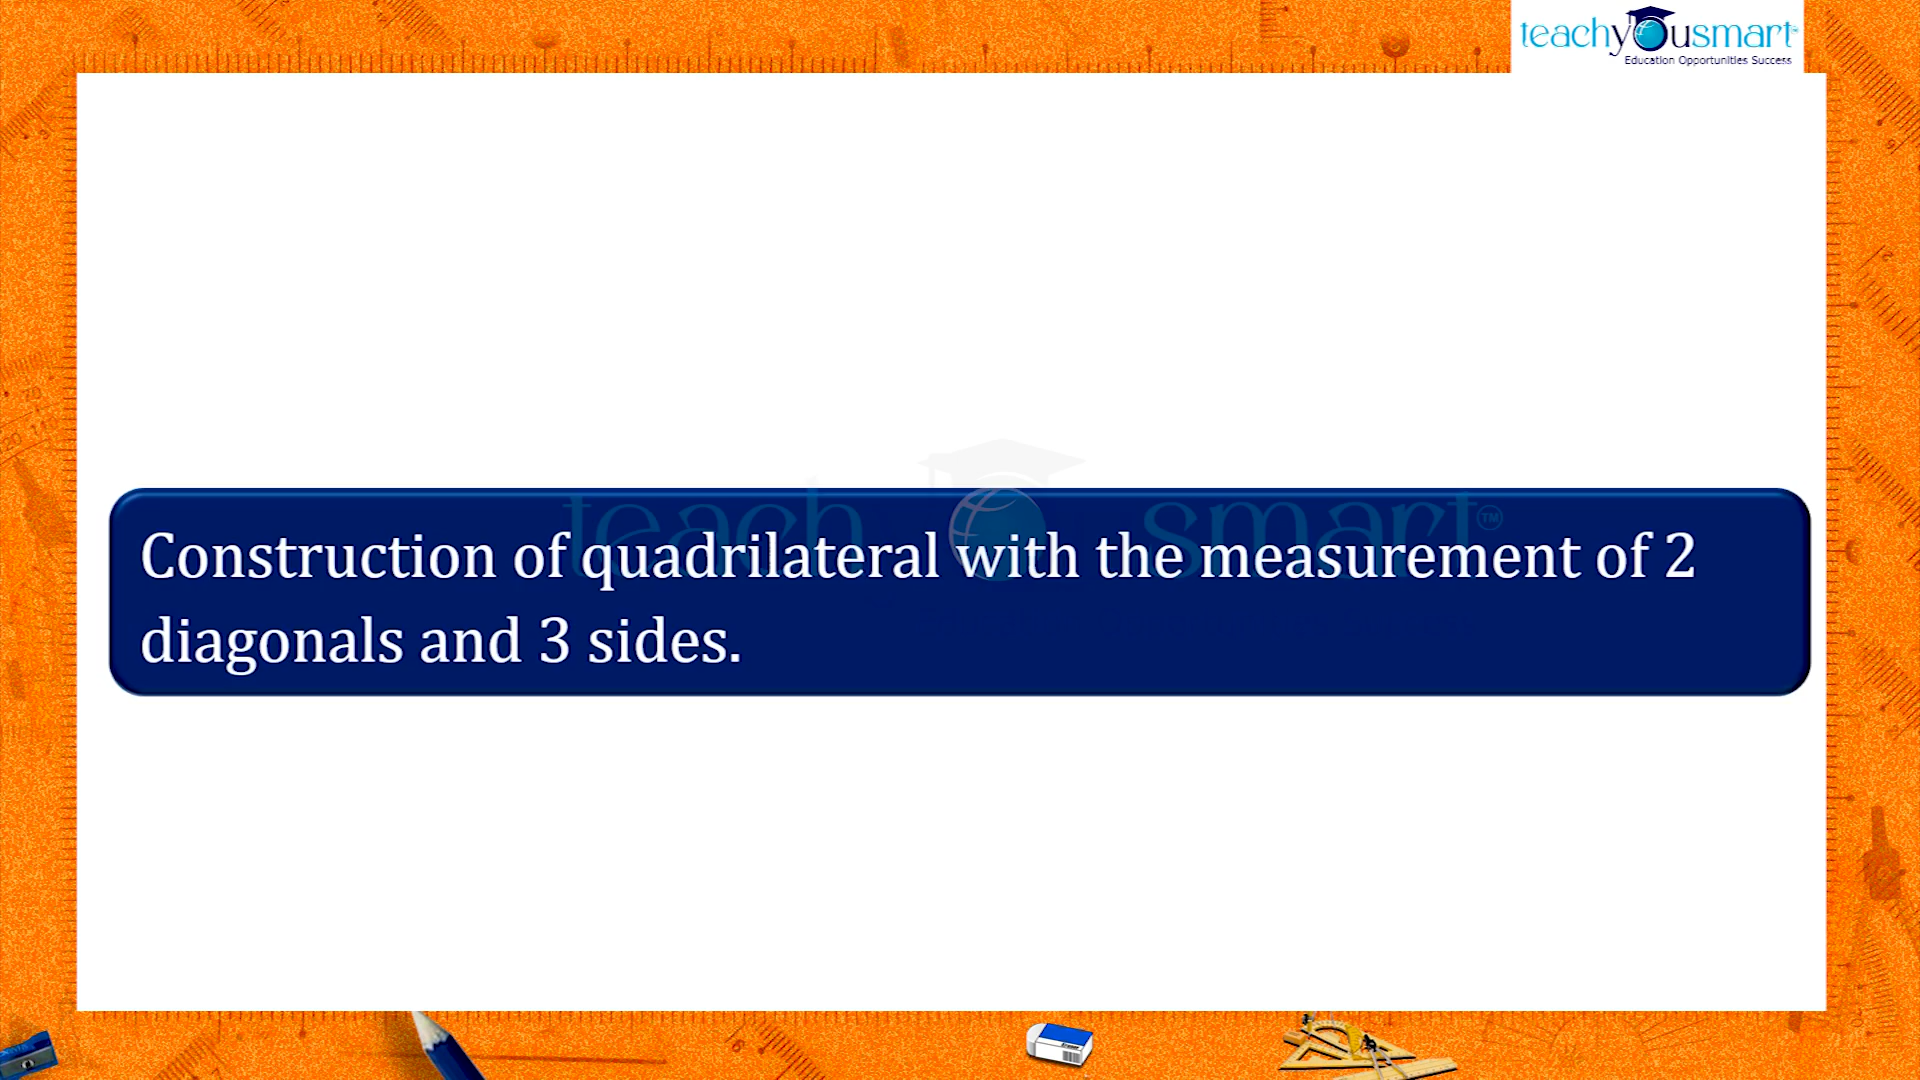 teachyousmart
Education Opportunities Success
Construction of quadrilateral with the measurement of 2
diagonals and 3 sides.